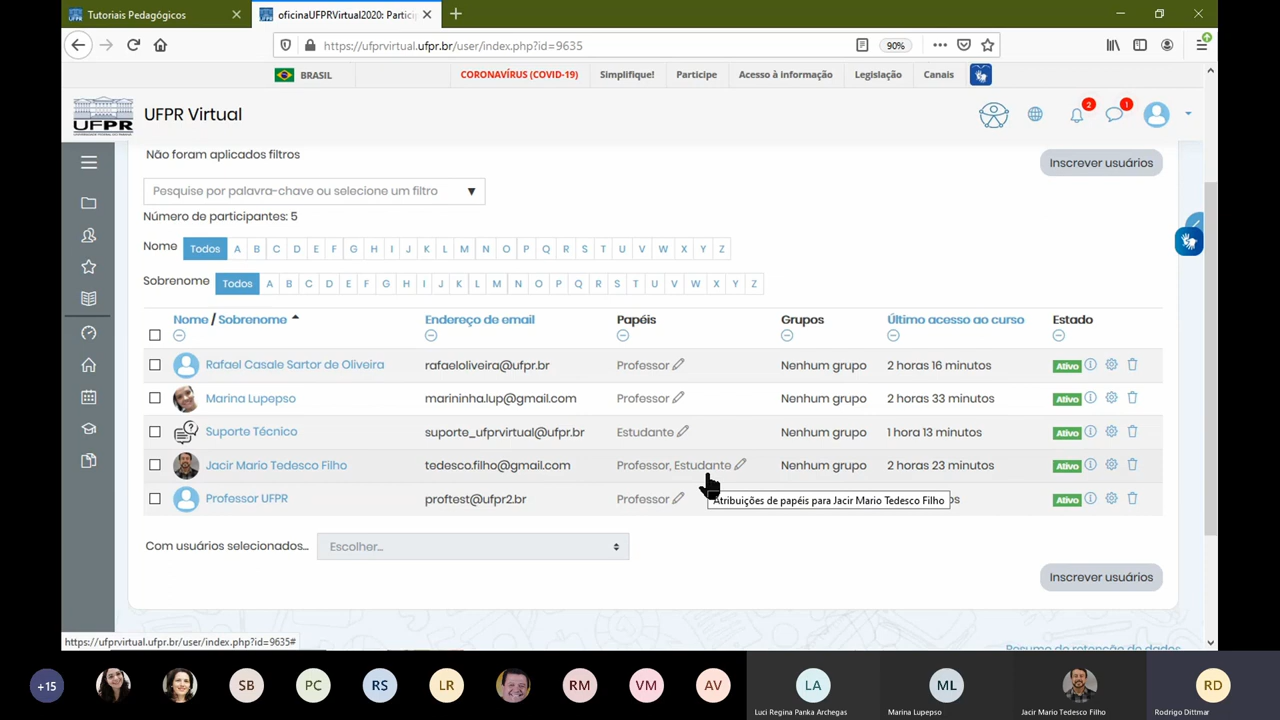 Tutoriais Pedagógicos
oficinaUFPRVirtual2020: Partici
https://ufprvirtual.ufpr.br/user/index.php?id=9635
90%
BRASIL
CORONAVÍRUS (COVID-19)
Simplifique!
Participe
Acesso à informação
Legislação
Canais
UFPR
UFPR Virtual
2
1
Não foram aplicados filtros
Inscrever usuários
Pesquise por palavra-chave ou selecione um filtro
Número de participantes: 5
Nome Todos A B C D E F G H I J K L M N O P Q R S T U V W X Y Z
Sobrenome Todos A B C D E F G H I J K L M N O P Q R S T U V W X Y Z
Nome / Sobrenome Endereço de email Papéis Grupos Último acesso ao curso Estado
Rafael Casale Sartor de Oliveira rafaeloliveira@ufpr.br Professor Nenhum grupo 2 horas 16 minutos Ativo
Marina Lupepso marininha.lup@gmail.com Professor Nenhum grupo 2 horas 33 minutos Ativo
Suporte Técnico suporte_ufprvirtual@ufpr.br Estudante Nenhum grupo 1 hora 13 minutos Ativo
Jacir Mario Tedesco Filho tedesco.filho@gmail.com Professor, Estudante Nenhum grupo 2 horas 23 minutos Ativo
Professor UFPR proftest@ufpr2.br Professor Ativo
Atribuições de papéis para Jacir Mario Tedesco Filho
Com usuários selecionados... Escolher...
Inscrever usuários
https://ufprvirtual.ufpr.br/user/index.php?id=9635#
Resumo de retenção de dados
+15
SB
PC
RS
LR
RM
VM
AV
LA
ML
RD
Luci Regina Panka Archegas
Marina Lupepso
Jacir Mario Tedesco Filho
Rodrigo Dittmar